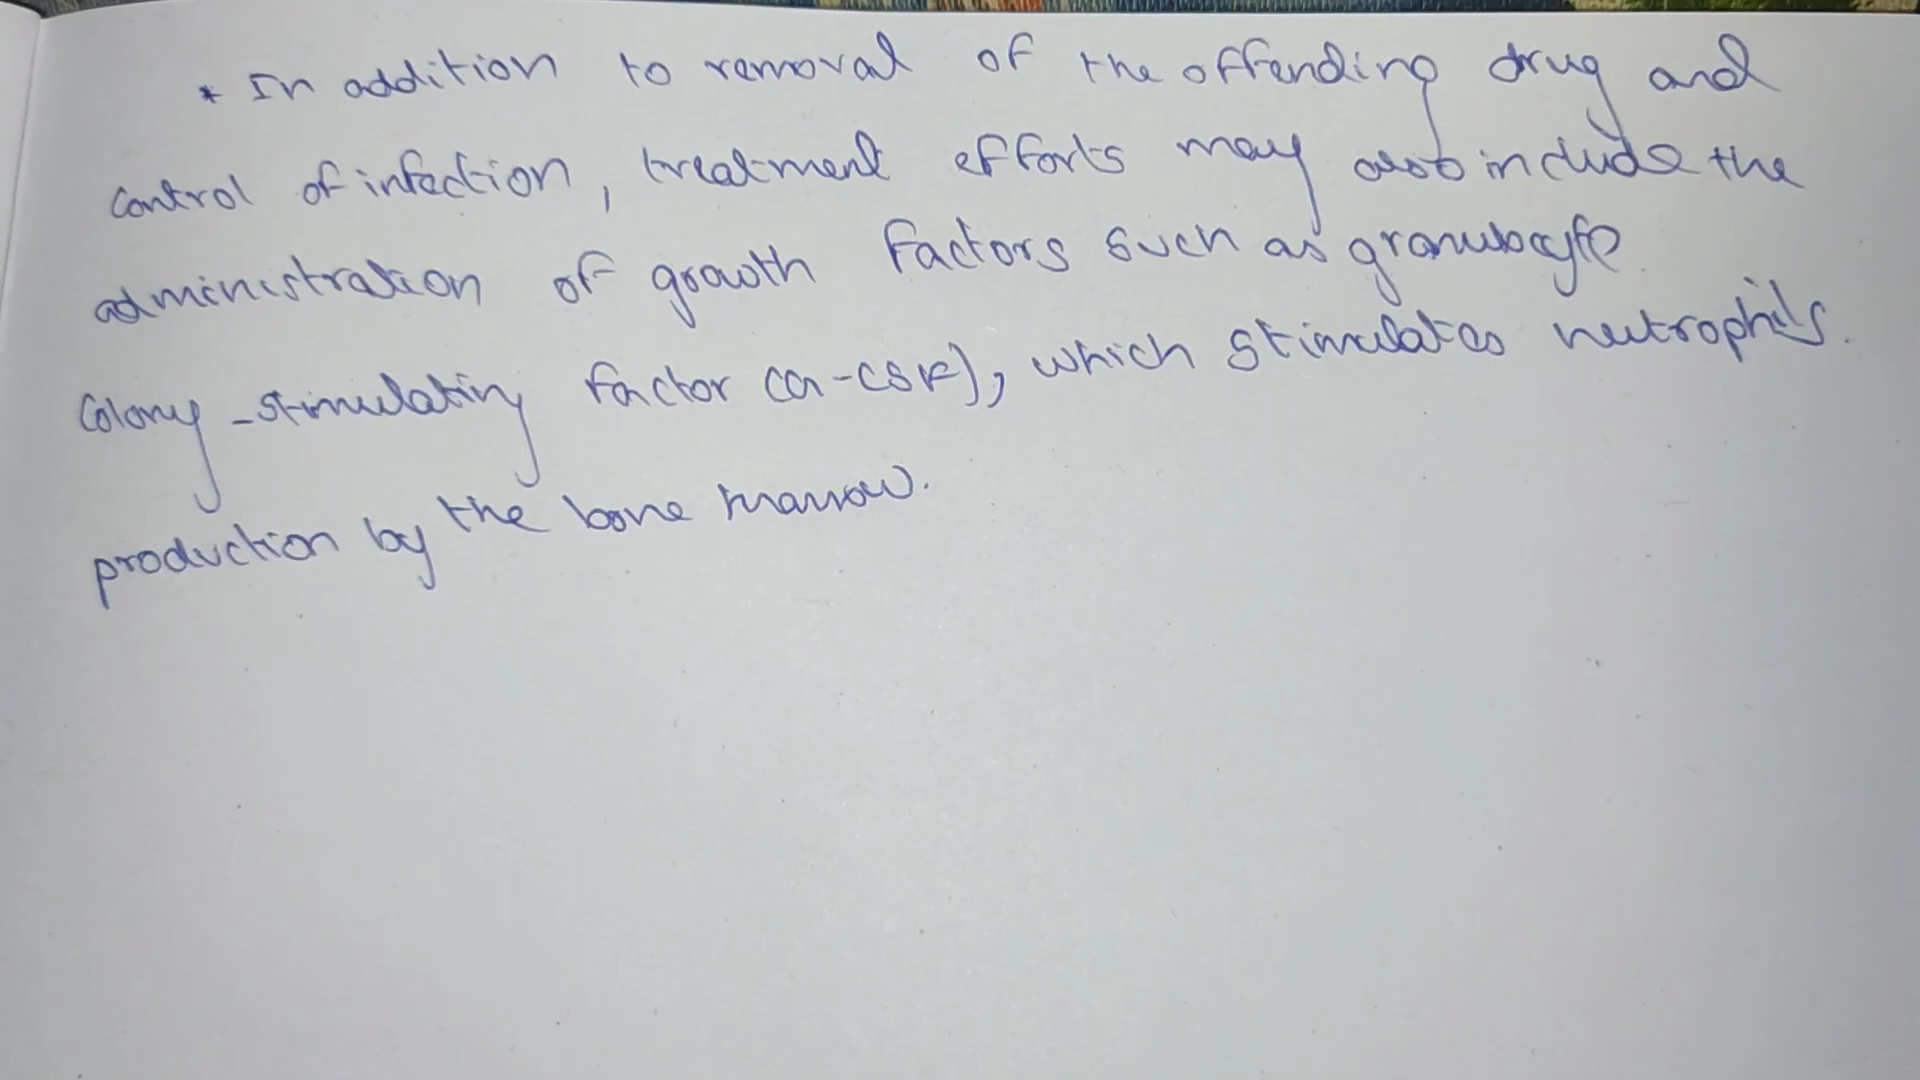 * In addition to removal of the offending drug and
control of infection, treatment efforts may also include the
administration of growth factors such as granulocyte
colony-stimulating factor (G-CSF), which stimulates neutrophils.
production by the bone marrow.